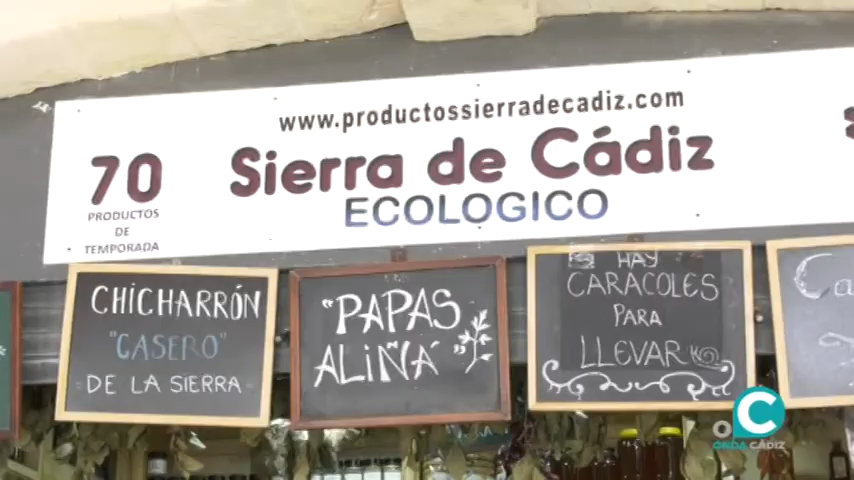 www.productossierradecadiz.com
70
PRODUCTOS
DE
TEMPORADA
Sierra de Cádiz
ECOLOGICO
CHICHARRÓN
"CASERO"
DE LA SIERRA
"PAPAS
ALIÑÁ"
HAY
CARACOLES
PARA
LLEVAR
ONDA CÁDIZ